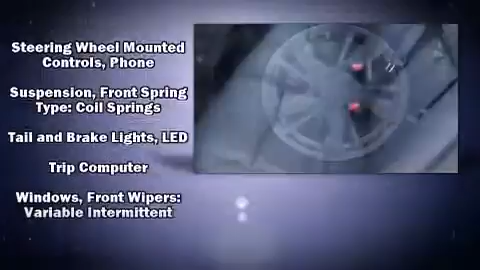 Steering Wheel Mounted
Controls, Phone
Suspension, Front Spring
Type: Coil Springs
Tail and Brake Lights, LED
Trip Computer
Windows, Front Wipers:
Variable Intermittent